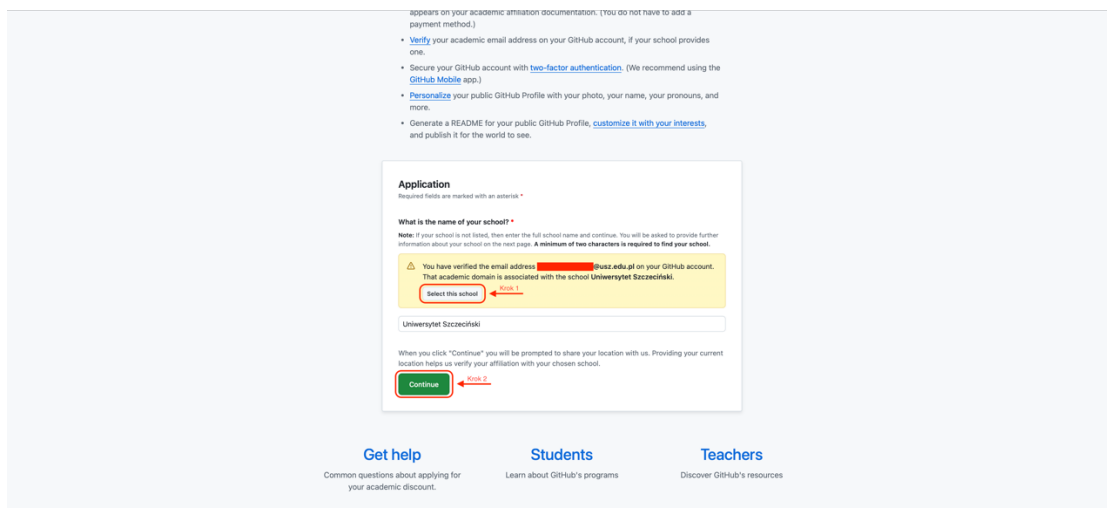 appears on your academic affiliation documentation. (You do not have to add a
payment method.)
• Verify your academic email address on your GitHub account, if your school provides
one.
• Secure your GitHub account with two-factor authentication. (We recommend using the
GitHub Mobile app.)
• Personalize your public GitHub Profile with your photo, your name, your pronouns, and
more.
• Generate a README for your public GitHub Profile, customize it with your interests,
and publish it for the world to see.
Application
Required fields are marked with an asterisk *
What is the name of your school? *
Note: If your school is not listed, then enter the full school name and continue. You will be asked to provide further
information about your school on the next page. A minimum of two characters is required to find your school.
You have verified the email address @usz.edu.pl on your GitHub account.
That academic domain is associated with the school Uniwersytet Szczeciński.
Select this school
Krok 1
Uniwersytet Szczeciński
When you click "Continue" you will be prompted to share your location with us. Providing your current
location helps us verify your affiliation with your chosen school.
Continue
Krok 2
Get help
Common questions about applying for
your academic discount.
Students
Learn about GitHub's programs
Teachers
Discover GitHub's resources